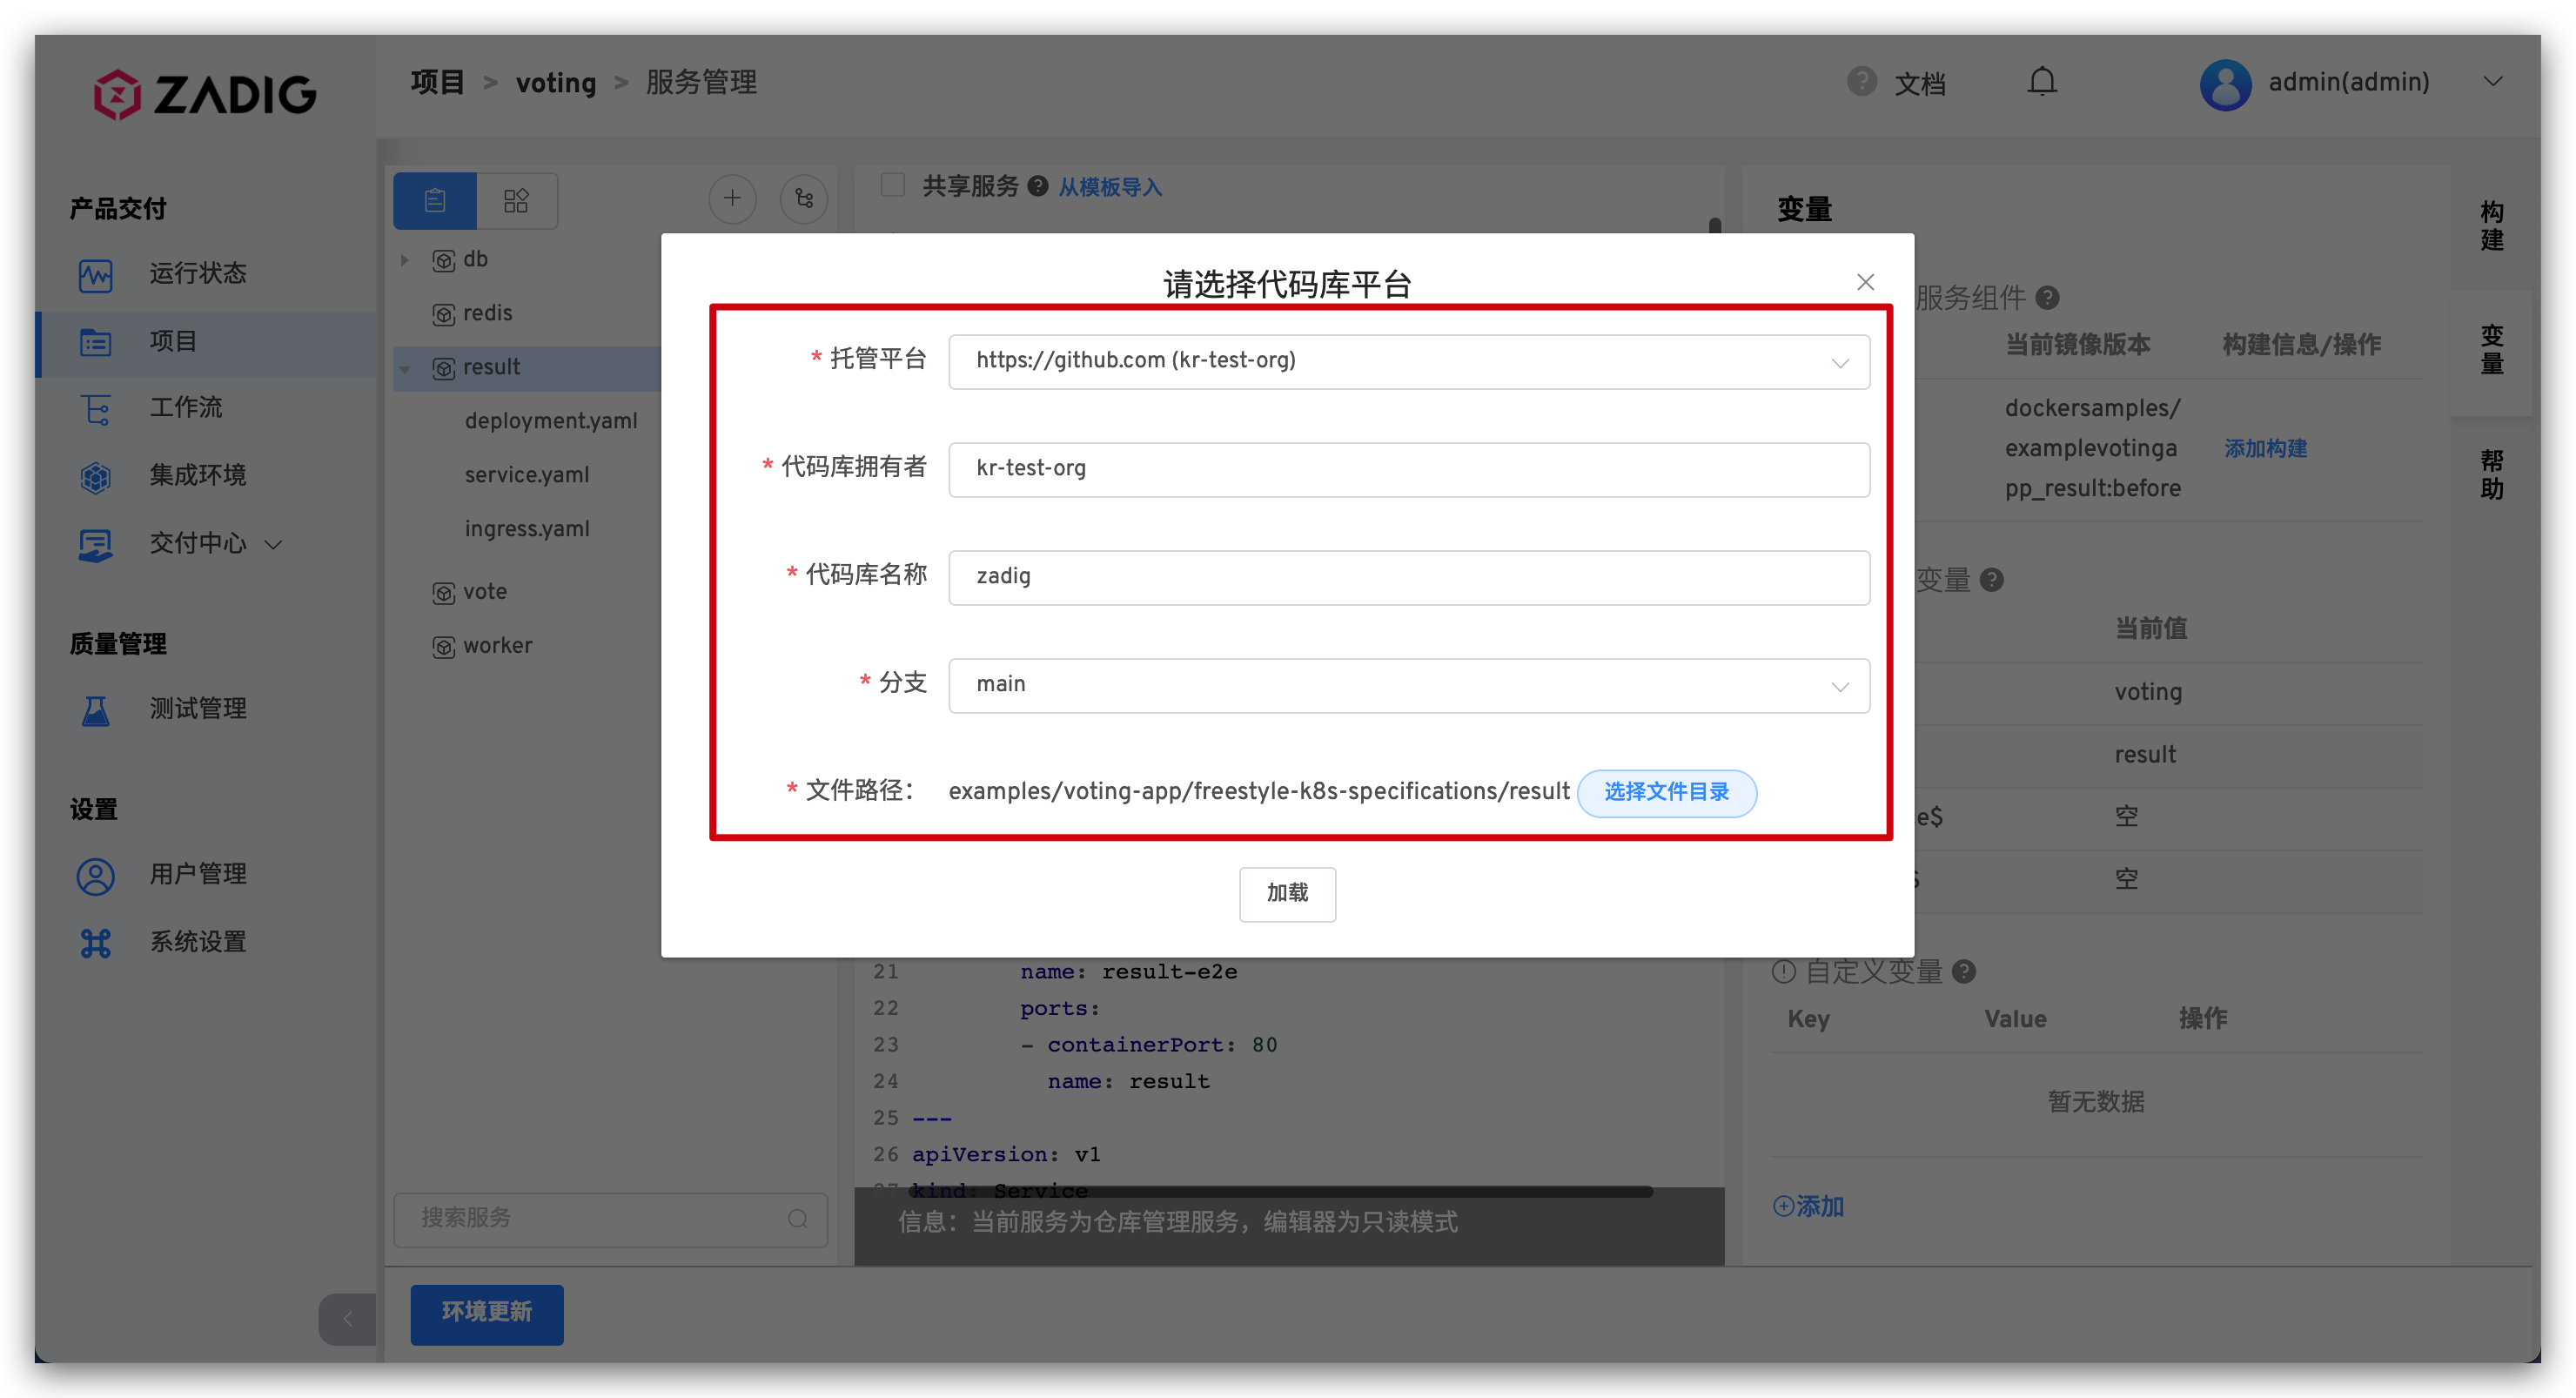 ZADIG
项目 > voting > 服务管理
文档
admin(admin)
产品交付
运行状态
项目
工作流
集成环境
交付中心
质量管理
测试管理
设置
用户管理
系统设置
db
redis
result
deployment.yaml
service.yaml
ingress.yaml
vote
worker
搜索服务
环境更新
共享服务 从模板导入
请选择代码库平台
* 托管平台 https://github.com (kr-test-org)
* 代码库拥有者 kr-test-org
* 代码库名称 zadig
* 分支 main
* 文件路径: examples/voting-app/freestyle-k8s-specifications/result 选择文件目录
加载
21 name: result-e2e
22 ports:
23 - containerPort: 80
24 name: result
25 ---
26 apiVersion: v1
27 kind: Service
信息：当前服务为仓库管理服务，编辑器为只读模式
变量
服务组件
当前镜像版本 构建信息/操作
dockersamples/
examplevotinga
pp_result:before
添加构建
变量
当前值
voting
result
e$ 空
$ 空
自定义变量
Key Value 操作
暂无数据
添加
构建
变量
帮助